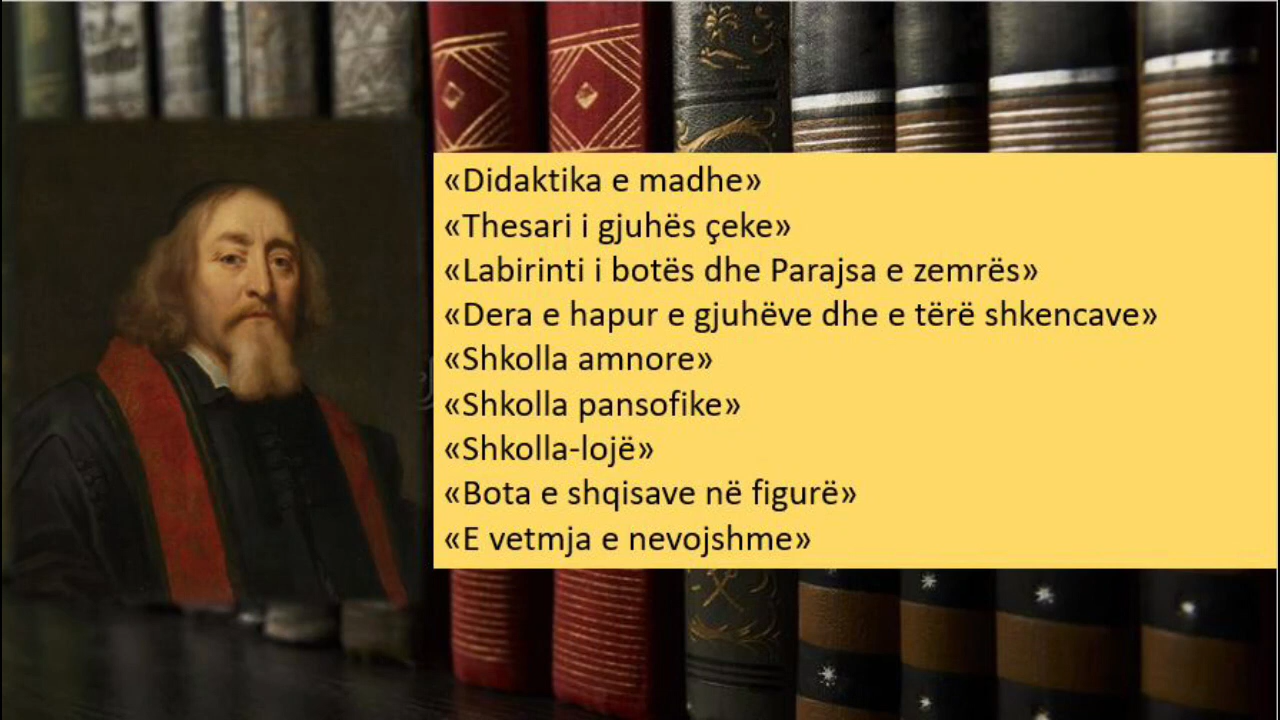 «Didaktika e madhe»
«Thesari i gjuhës çeke»
«Labirinti i botës dhe Parajsa e zemrës»
«Dera e hapur e gjuhëve dhe e tërë shkencave»
«Shkolla amnore»
«Shkolla pansofike»
«Shkolla-lojë»
«Bota e shqisave në figurë»
«E vetmja e nevojshme»